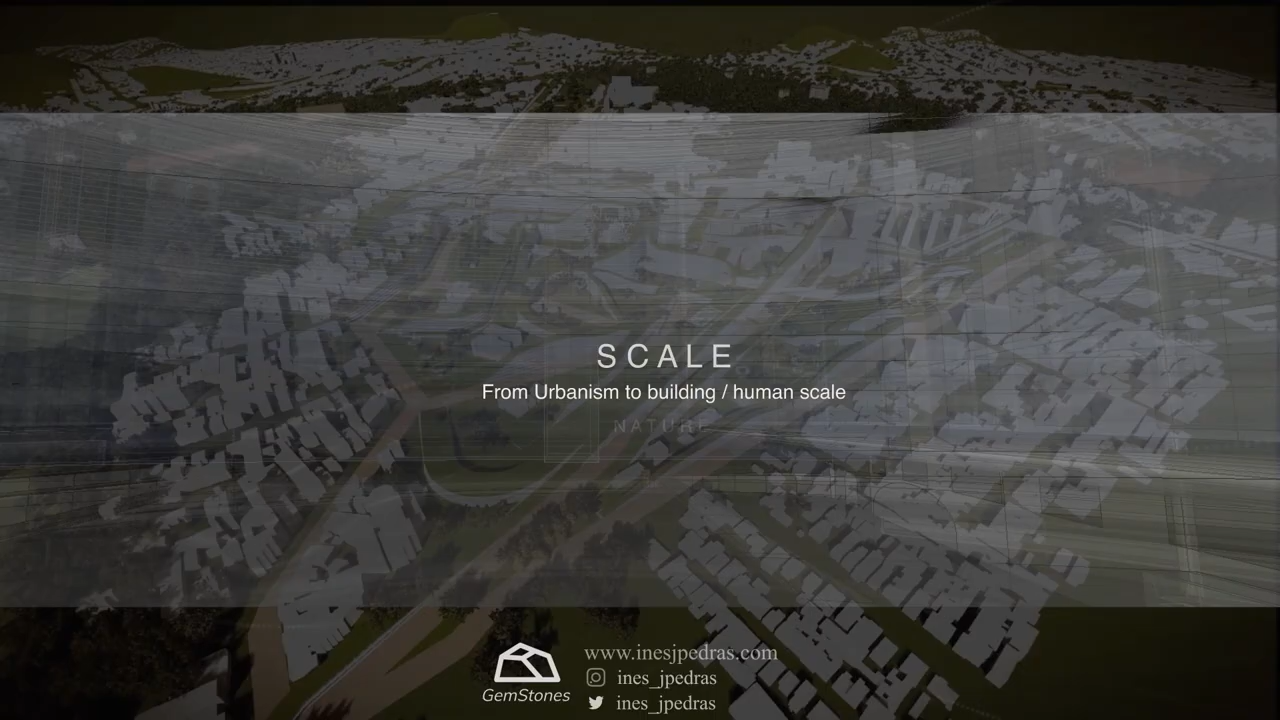 SCALE
From Urbanism to building / human scale
NATURE
www.inesjpedras.com
ines_jpedras
GemStones
ines_jpedras